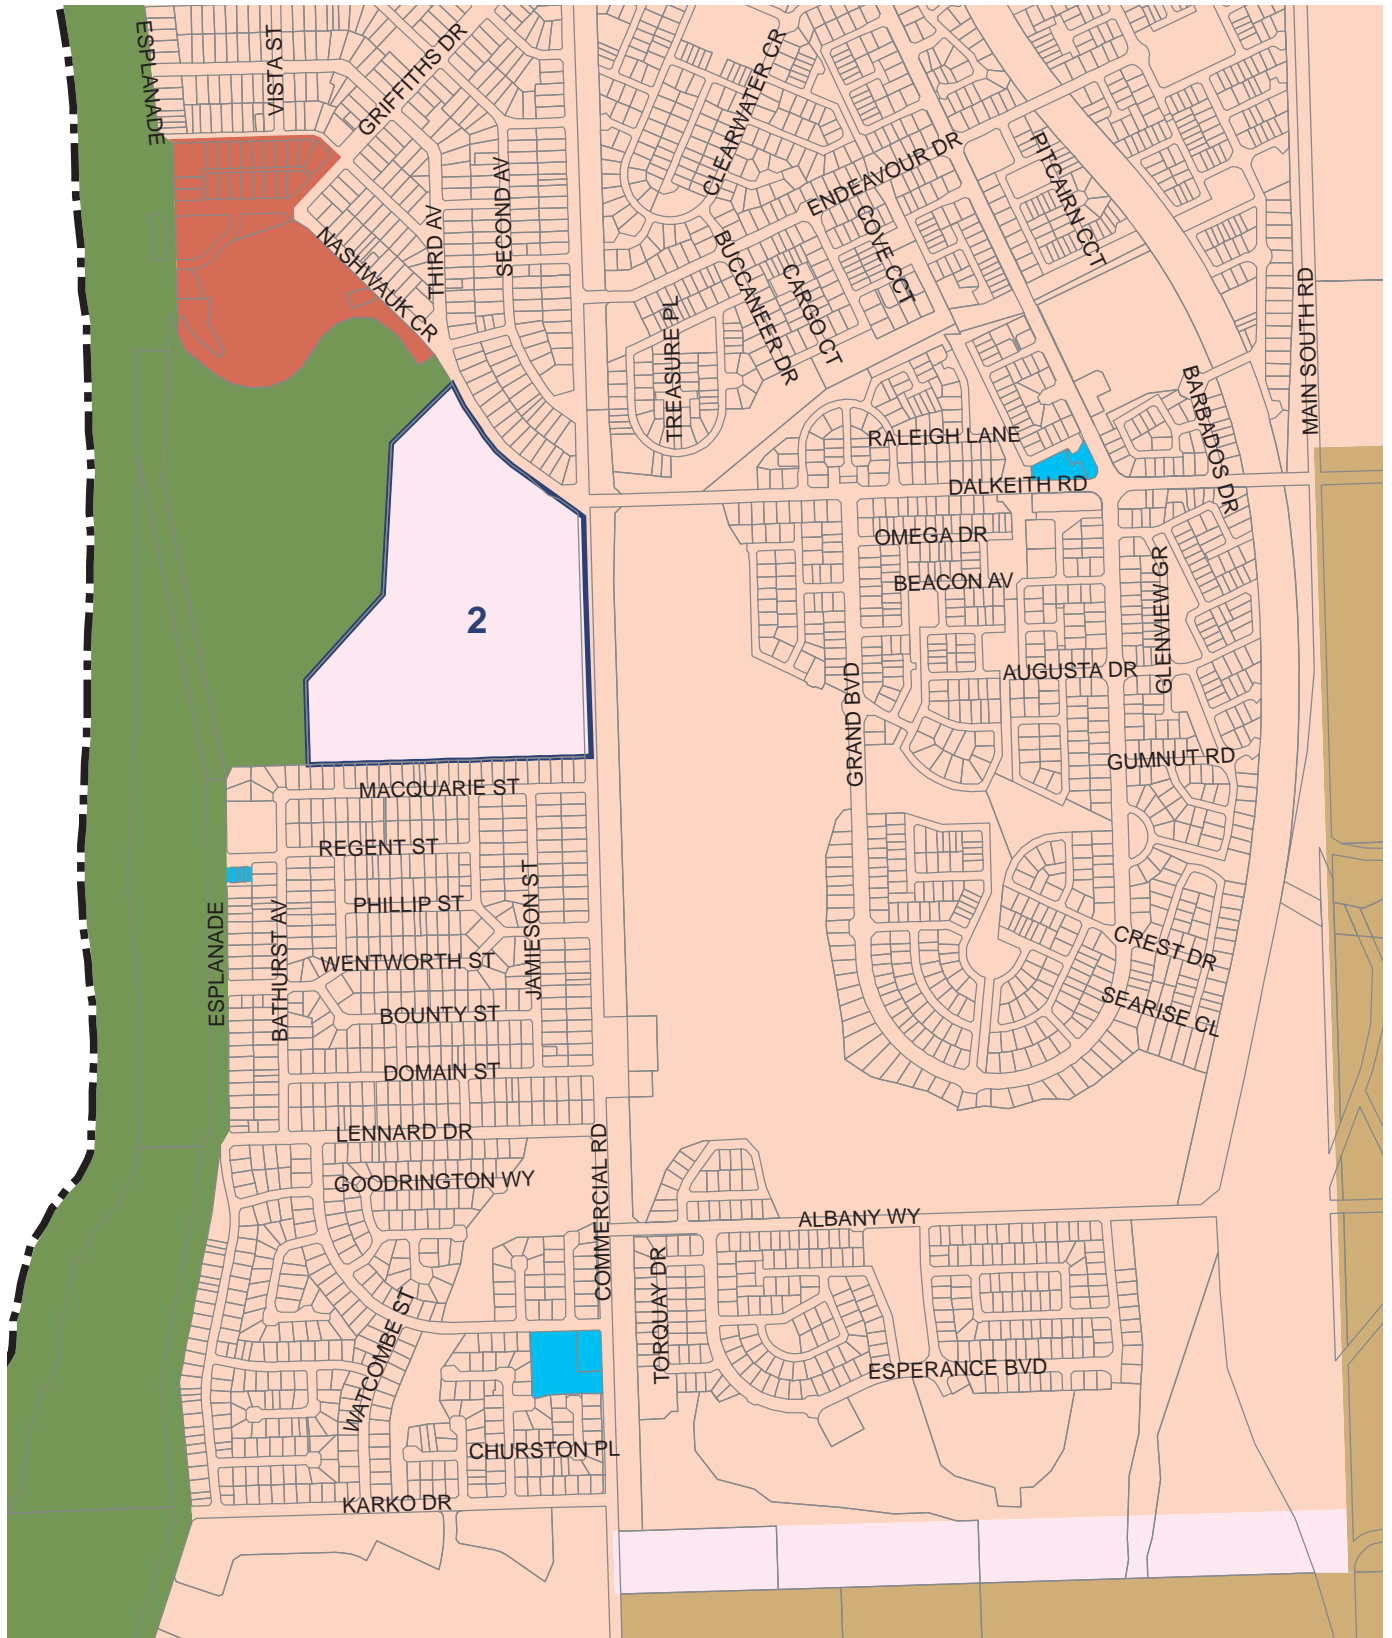 ESPLANADE
VISTA ST
GRIFFITHS DR
CLEARWATER CR
ENDEAVOUR DR
PITCAIRN CCT
SECOND AV
THIRD AV
NASHWAUK CR
COVE CCT
BUCCANEER DR
CARGO CT
TREASURE PL
MAIN SOUTH RD
BARBADOS DR
RALEIGH LANE
DALKEITH RD
OMEGA DR
BEACON AV
GLENVIEW GR
2
AUGUSTA DR
GRAND BVD
GUMNUT RD
MACQUARIE ST
REGENT ST
JAMIESON ST
PHILLIP ST
ESPLANADE
BATHURST AV
WENTWORTH ST
CREST DR
BOUNTY ST
SEARISE CL
DOMAIN ST
LENNARD DR
GOODRINGTON WY
COMMERCIAL RD
ALBANY WY
TORQUAY DR
WATCOMBE ST
ESPERANCE BVD
CHURSTON PL
KARKO DR